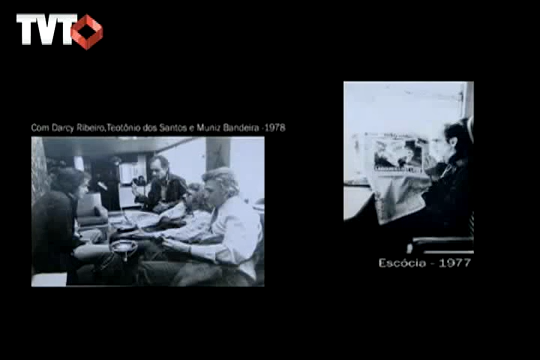 TVT
Com Darcy Ribeiro,Teotônio dos Santos e Muniz Bandeira -1978
Escócia - 1977